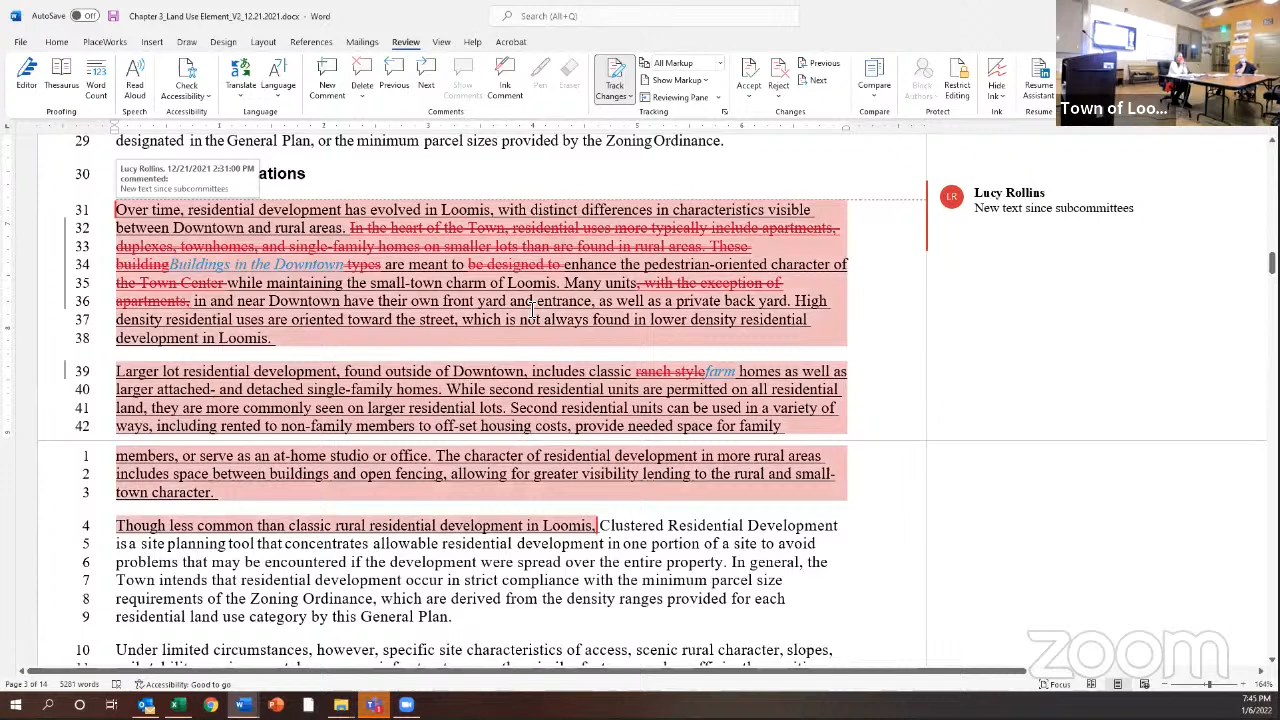 AutoSave Off Chapter 3_Land Use Element_V2_12.21.2021.docx - Word
Search (Alt+Q)
File Home PlaceWorks Insert Draw Design Layout References Mailings Review View Help Acrobat
Editor Thesaurus Word Count Read Aloud Check Accessibility Translate Language New Comment Delete Previous Next Show Comments Ink Comment Pen Eraser Track Changes All Markup Show Markup Reviewing Pane Accept Reject Previous Next Compare Block Authors Restrict Editing Hide Ink Resume Assistant
Proofing Speech Accessibility Language Comments Tracking Changes Compare Protect Ink Resume
Town of Loo...
29 designated in the General Plan, or the minimum parcel sizes provided by the Zoning Ordinance.
Lucy Rollins, 12/21/2021 2:31:00 PM
commented:
New text since subcommittees
30 ations
Lucy Rollins
LR
New text since subcommittees
31 Over time, residential development has evolved in Loomis, with distinct differences in characteristics visible
32 between Downtown and rural areas. In the heart of the Town, residential uses more typically include apartments,
33 duplexes, townhomes, and single-family homes on smaller lots than are found in rural areas. These
34 buildingBuildings in the Downtown types are meant to be designed to enhance the pedestrian-oriented character of
35 the Town Center while maintaining the small-town charm of Loomis. Many units, with the exception of
36 apartments, in and near Downtown have their own front yard and entrance, as well as a private back yard. High
37 density residential uses are oriented toward the street, which is not always found in lower density residential
38 development in Loomis.
39 Larger lot residential development, found outside of Downtown, includes classic ranch stylefarm homes as well as
40 larger attached- and detached single-family homes. While second residential units are permitted on all residential
41 land, they are more commonly seen on larger residential lots. Second residential units can be used in a variety of
42 ways, including rented to non-family members to off-set housing costs, provide needed space for family
1 members, or serve as an at-home studio or office. The character of residential development in more rural areas
2 includes space between buildings and open fencing, allowing for greater visibility lending to the rural and small-
3 town character.
4 Though less common than classic rural residential development in Loomis, Clustered Residential Development
5 is a site planning tool that concentrates allowable residential development in one portion of a site to avoid
6 problems that may be encountered if the development were spread over the entire property. In general, the
7 Town intends that residential development occur in strict compliance with the minimum parcel size
8 requirements of the Zoning Ordinance, which are derived from the density ranges provided for each
9 residential land use category by this General Plan.
10 Under limited circumstances, however, specific site characteristics of access, scenic rural character, slopes,
zoom
Page 3 of 14 5281 words Accessibility: Good to go Focus 164%
7:45 PM
1/6/2022